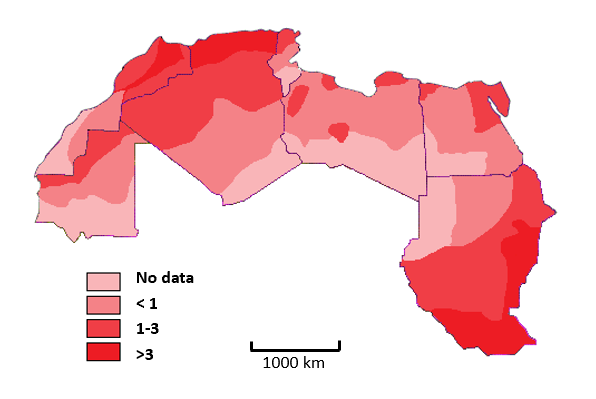 No data
< 1
1-3
>3
1000 km